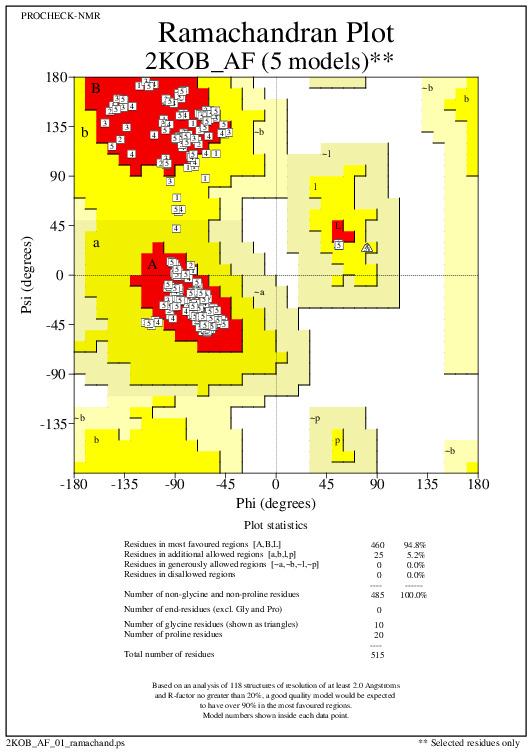 PROCHECK-NMR
Ramachandran Plot
2KOB_AF (5 models)**
B
b
~b
~b
b
~l
l
a
A
L
~a
~b
b
~p
p
~b
180
135
90
45
0
-45
-90
-135
Psi (degrees)
-180 -135 -90 -45 0 45 90 135 180
Phi (degrees)
Plot statistics
Residues in most favoured regions [A,B,L] 460 94.8%
Residues in additional allowed regions [a,b,l,p] 25 5.2%
Residues in generously allowed regions [~a,~b,~l,~p] 0 0.0%
Residues in disallowed regions 0 0.0%
---- ------
Number of non-glycine and non-proline residues 485 100.0%
Number of end-residues (excl. Gly and Pro) 0
Number of glycine residues (shown as triangles) 10
Number of proline residues 20
----
Total number of residues 515
Based on an analysis of 118 structures of resolution of at least 2.0 Angstroms
and R-factor no greater than 20%, a good quality model would be expected
to have over 90% in the most favoured regions.
Model numbers shown inside each data point.
2KOB_AF_01_ramachand.ps ** Selected residues only